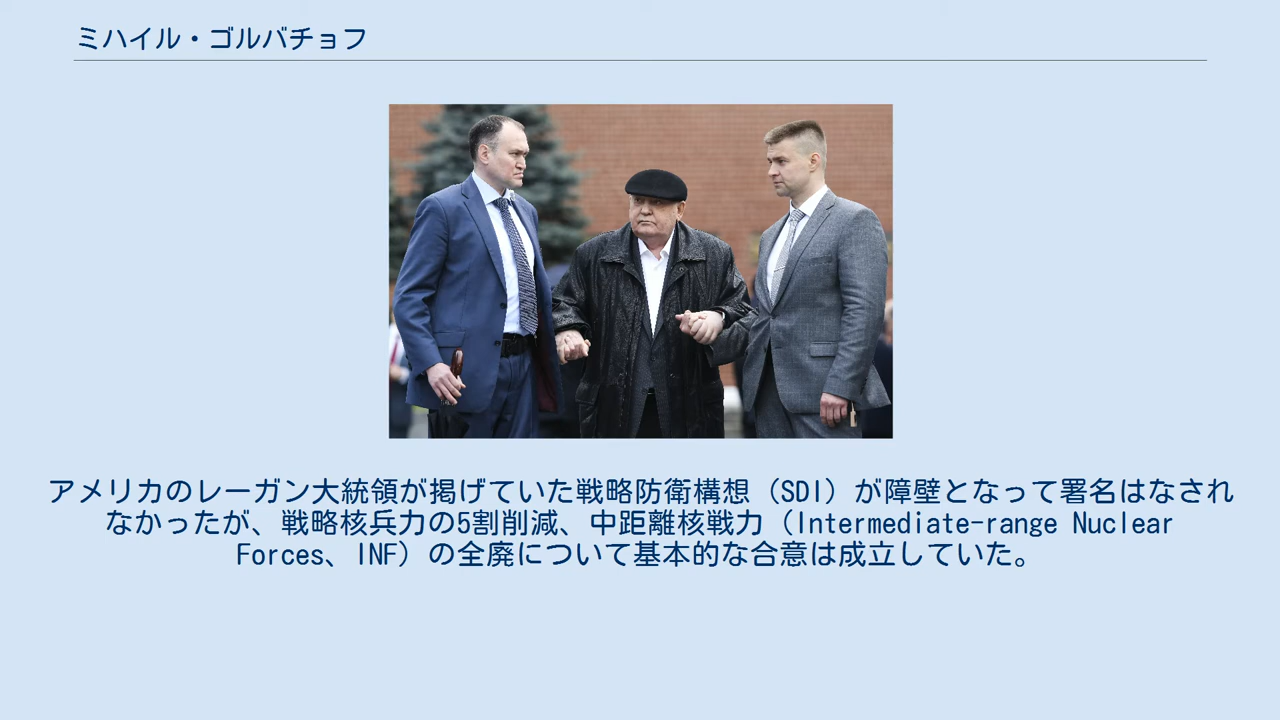 ミハイル・ゴルバチョフ
アメリカのレーガン大統領が掲げていた戦略防衛構想（SDI）が障壁となって署名はなされ
なかったが、戦略核兵力の5割削減、中距離核戦力（Intermediate-range Nuclear
Forces、INF）の全廃について基本的な合意は成立していた。